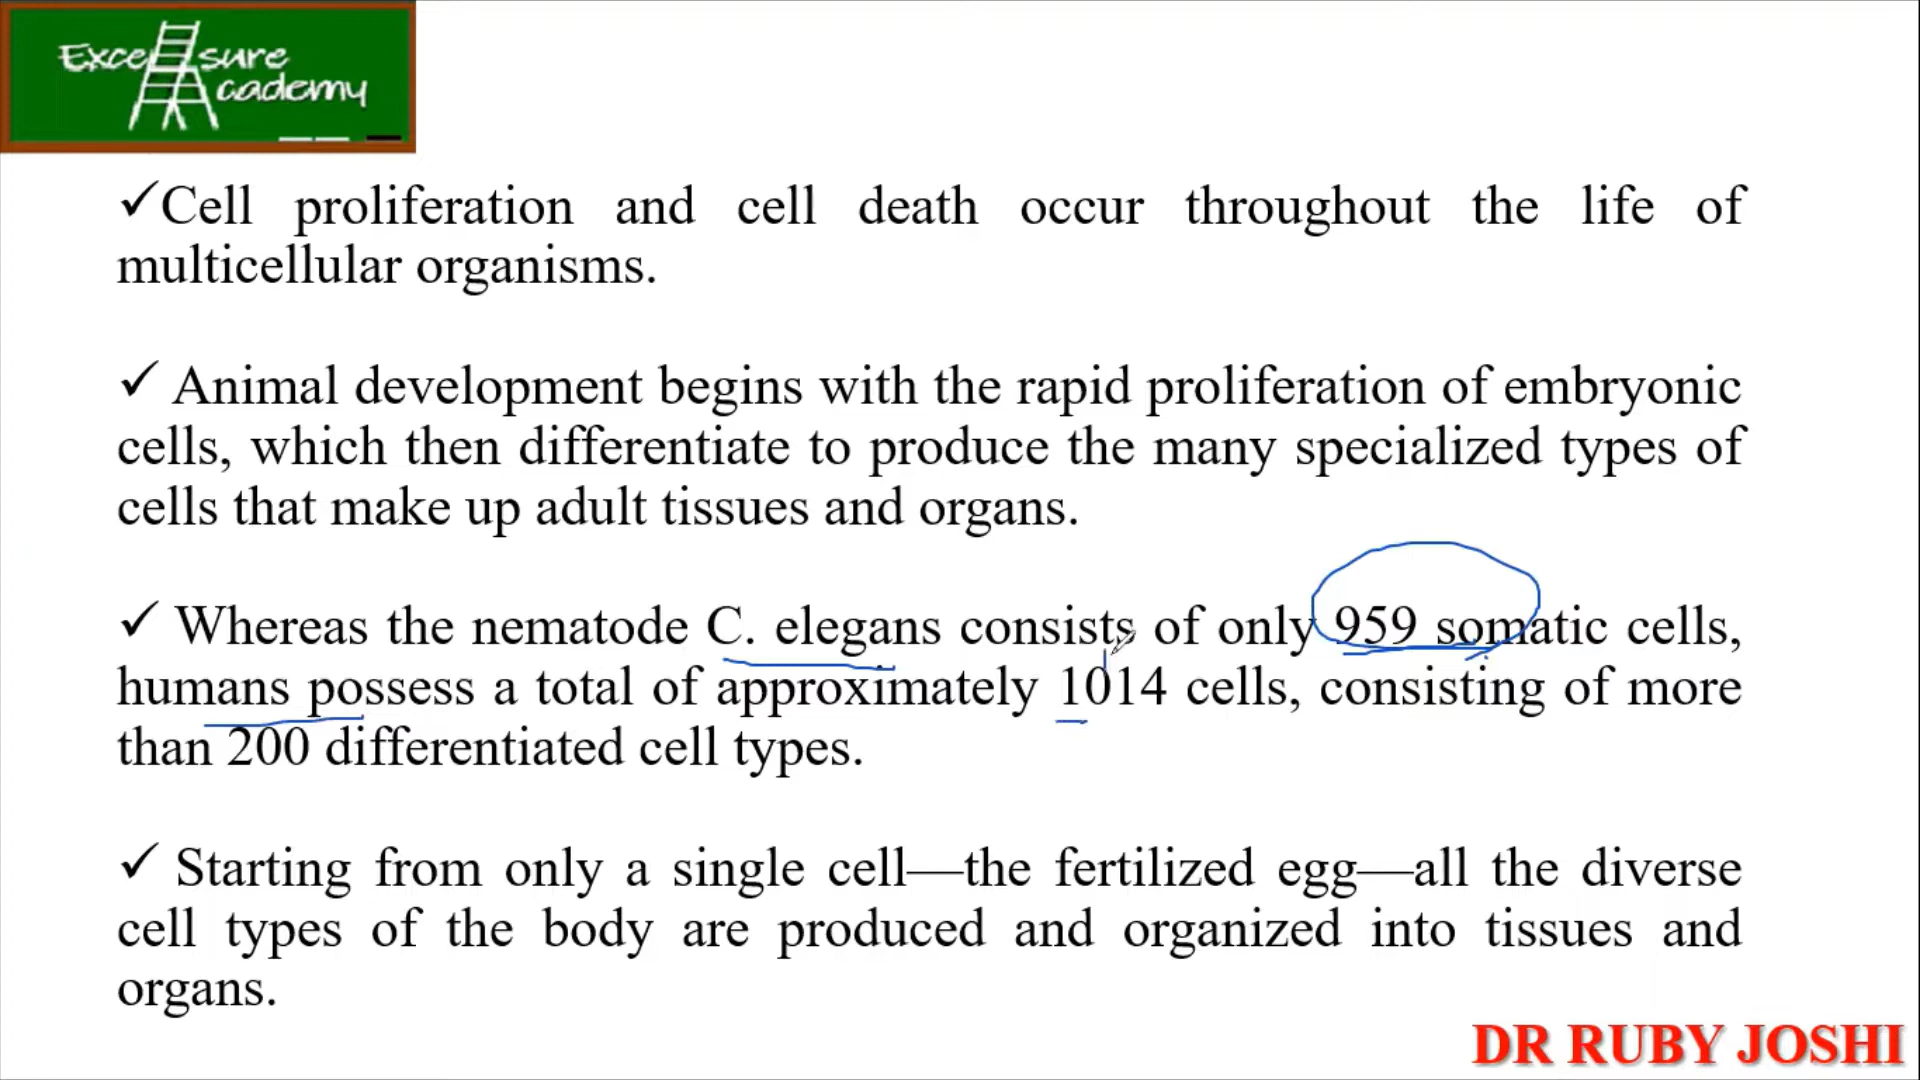 Excelsure
Academy
✓Cell proliferation and cell death occur throughout the life of
multicellular organisms.
✓ Animal development begins with the rapid proliferation of embryonic
cells, which then differentiate to produce the many specialized types of
cells that make up adult tissues and organs.
✓ Whereas the nematode C. elegans consists of only 959 somatic cells,
humans possess a total of approximately 1014 cells, consisting of more
than 200 differentiated cell types.
✓ Starting from only a single cell—the fertilized egg—all the diverse
cell types of the body are produced and organized into tissues and
organs.
DR RUBY JOSHI